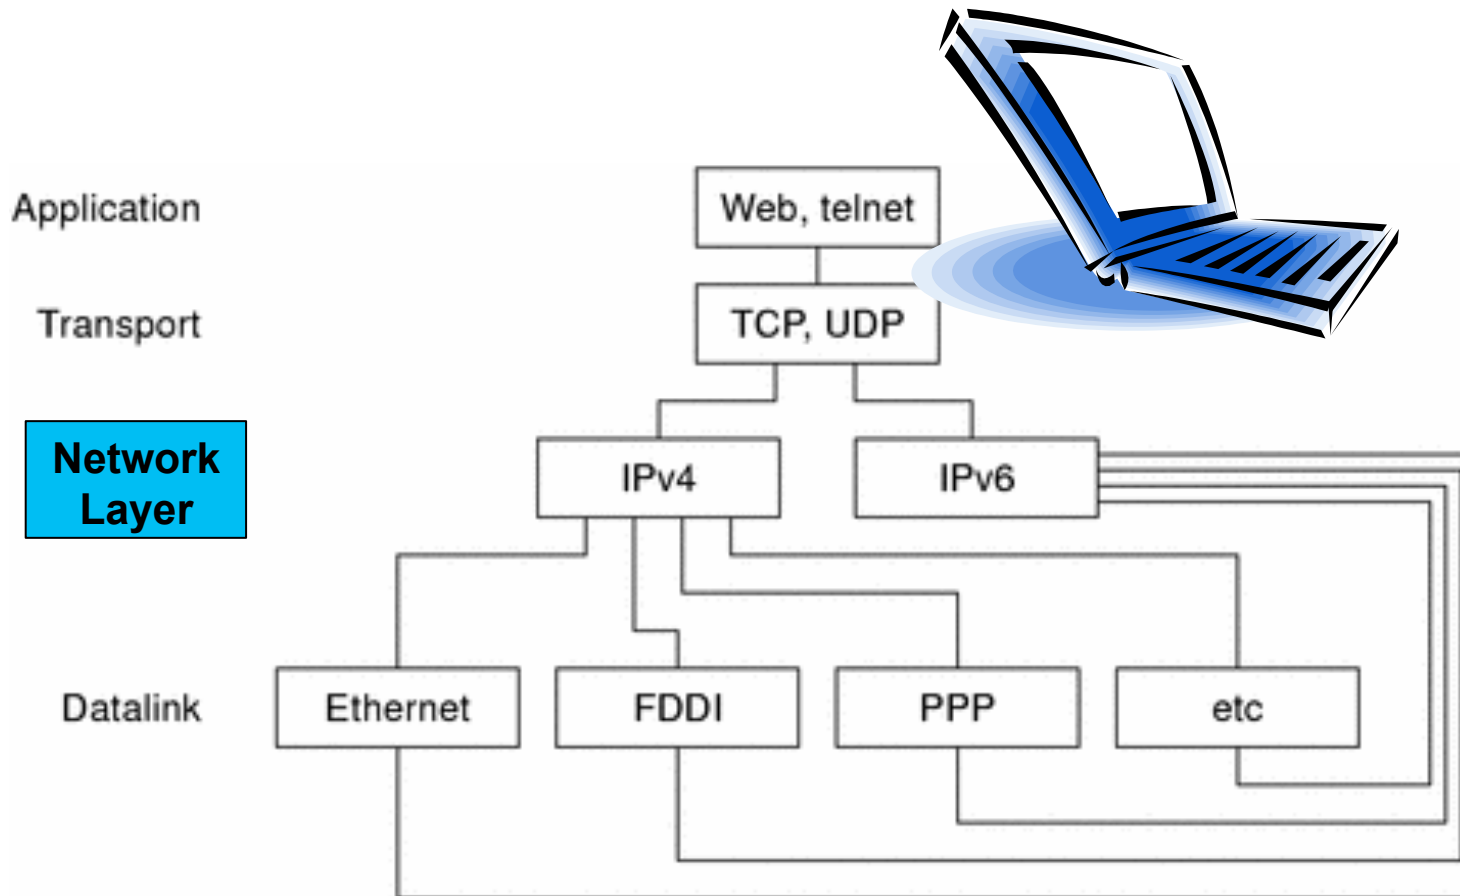 Application
Web, telnet
Transport
TCP, UDP
Network
Layer
IPv4
IPv6
Datalink
Ethernet
FDDI
PPP
etc